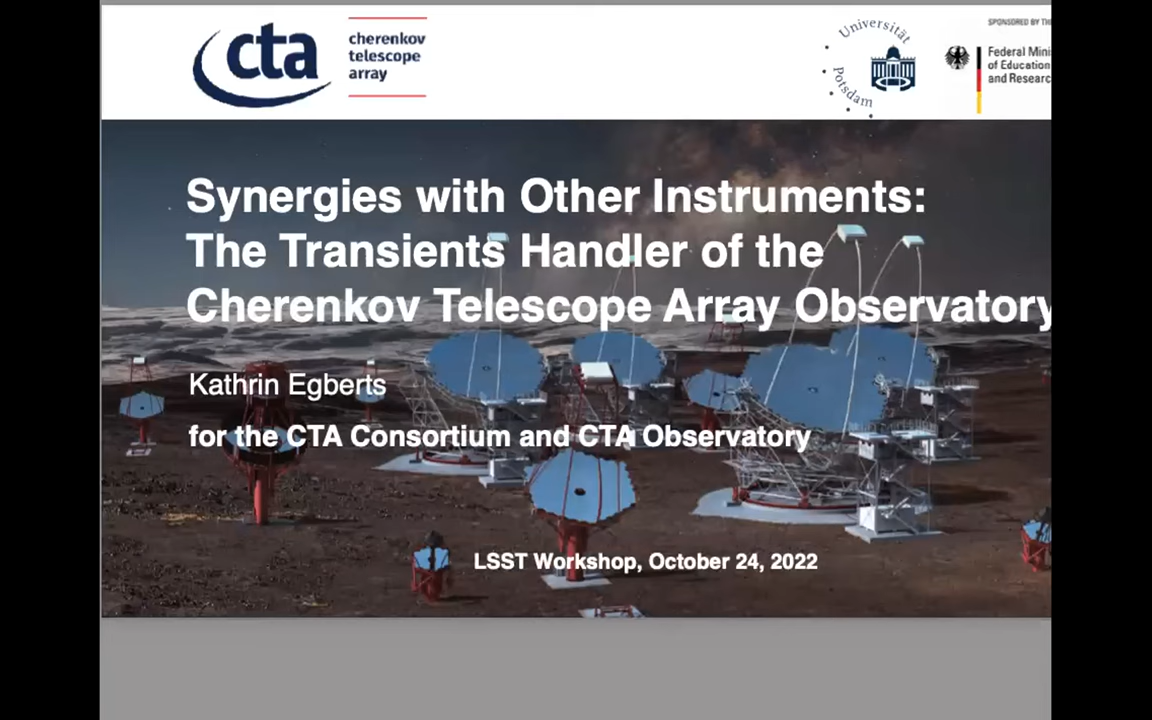 cta
cherenkov
telescope
array
Universität
Potsdam
SPONSORED BY THE
Federal Mini
of Education
and Researc
Synergies with Other Instruments:
The Transients Handler of the
Cherenkov Telescope Array Observatory
Kathrin Egberts
for the CTA Consortium and CTA Observatory
LSST Workshop, October 24, 2022